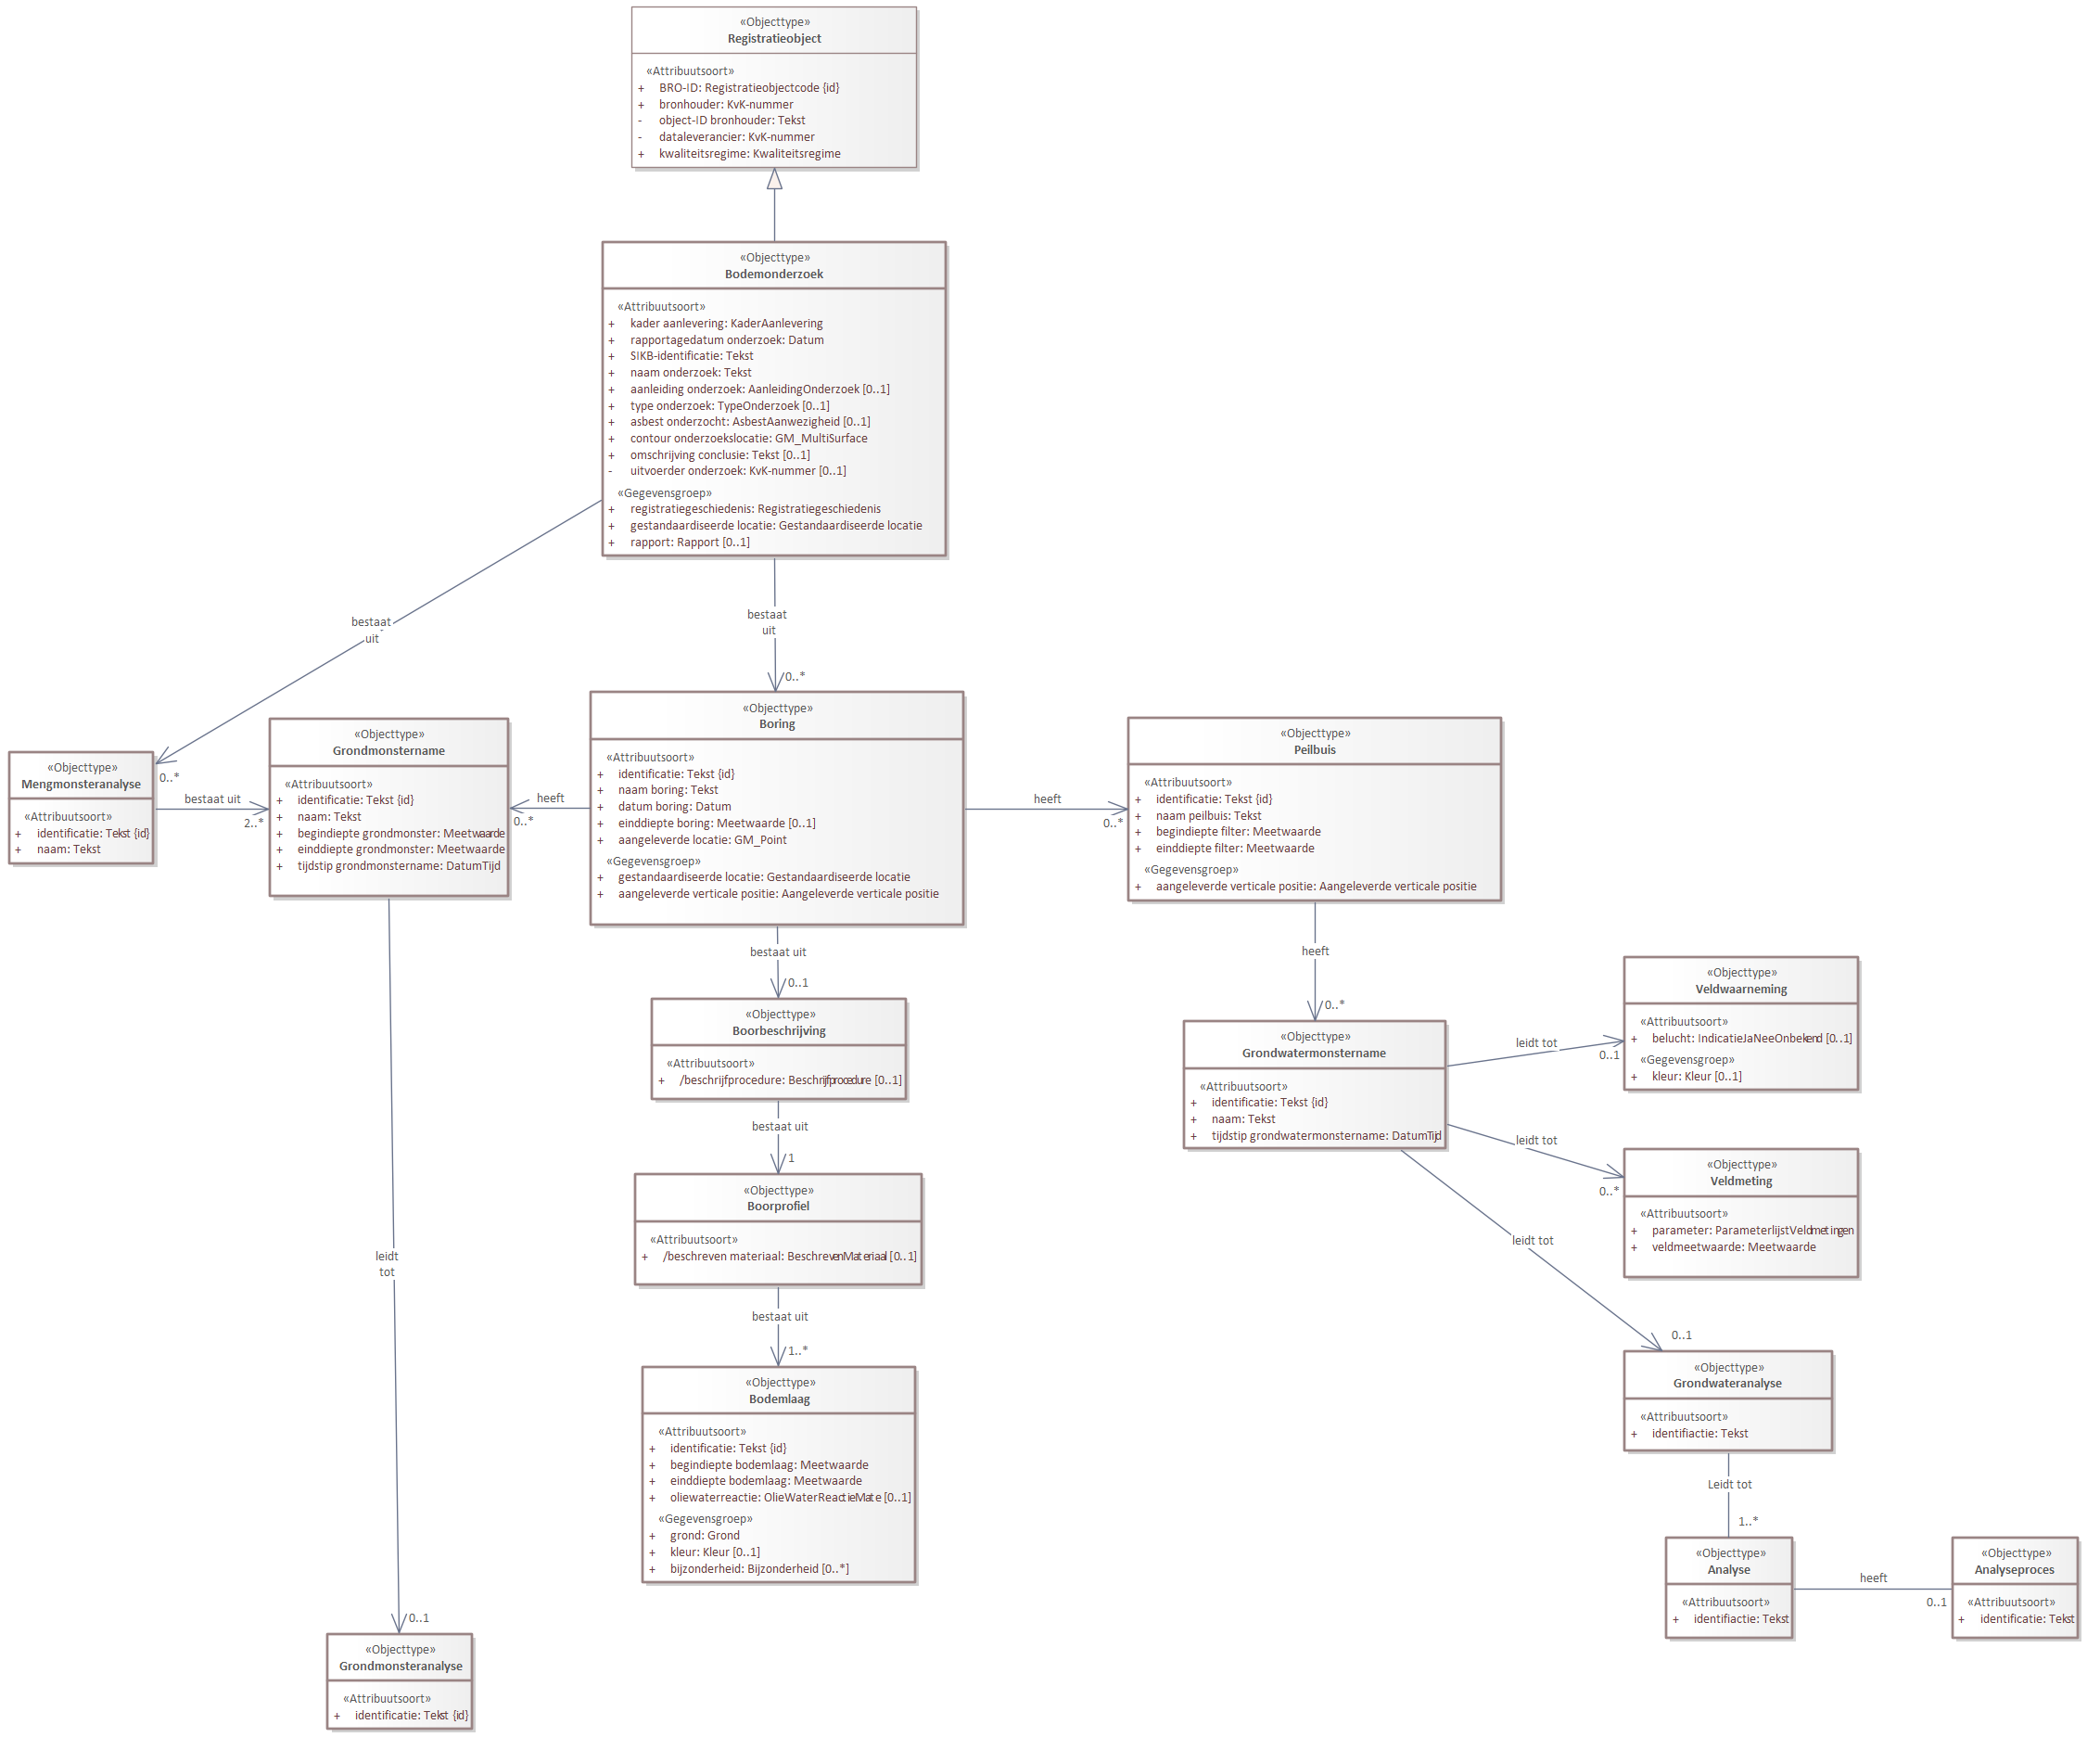 «Objecttype»
Registratieobject
«Attribuutsoort»
+ BRO-ID: Registratieobjectcode {id}
+ bronhouder: KvK-nummer
- object-ID bronhouder: Tekst
- dataleverancier: KvK-nummer
+ kwaliteitsregime: Kwaliteitsregime
«Objecttype»
Bodemonderzoek
«Attribuutsoort»
+ kader aanlevering: KaderAanlevering
+ rapportagedatum onderzoek: Datum
+ SIKB-identificatie: Tekst
+ naam onderzoek: Tekst
+ aanleiding onderzoek: AanleidingOnderzoek [0..1]
+ type onderzoek: TypeOnderzoek [0..1]
+ asbest onderzocht: AsbestAanwezigheid [0..1]
+ contour onderzoekslocatie: GM_MultiSurface
+ omschrijving conclusie: Tekst [0..1]
- uitvoerder onderzoek: KvK-nummer [0..1]
«Gegevensgroep»
+ registratiegeschiedenis: Registratiegeschiedenis
+ gestandaardiseerde locatie: Gestandaardiseerde locatie
+ rapport: Rapport [0..1]
bestaat
uit
0..*
bestaat
uit
0..*
«Objecttype»
Mengmonsteranalyse
«Attribuutsoort»
+ identificatie: Tekst {id}
+ naam: Tekst
bestaat uit
2..*
«Objecttype»
Grondmonstername
«Attribuutsoort»
+ identificatie: Tekst {id}
+ naam: Tekst
+ begindiepte grondmonster: Meetwaarde
+ einddiepte grondmonster: Meetwaarde
+ tijdstip grondmonstername: DatumTijd
heeft
0..*
«Objecttype»
Boring
«Attribuutsoort»
+ identificatie: Tekst {id}
+ naam boring: Tekst
+ datum boring: Datum
+ einddiepte boring: Meetwaarde [0..1]
+ aangeleverde locatie: GM_Point
«Gegevensgroep»
+ gestandaardiseerde locatie: Gestandaardiseerde locatie
+ aangeleverde verticale positie: Aangeleverde verticale positie
heeft
0..*
«Objecttype»
Peilbuis
«Attribuutsoort»
+ identificatie: Tekst {id}
+ naam peilbuis: Tekst
+ begindiepte filter: Meetwaarde
+ einddiepte filter: Meetwaarde
«Gegevensgroep»
+ aangeleverde verticale positie: Aangeleverde verticale positie
bestaat uit
0..1
«Objecttype»
Boorbeschrijving
«Attribuutsoort»
+ /beschrijfprocedure: Beschrijfprocedure [0..1]
bestaat uit
1
«Objecttype»
Boorprofiel
«Attribuutsoort»
+ /beschreven materiaal: BeschrevenMateriaal [0..1]
bestaat uit
1..*
«Objecttype»
Bodemlaag
«Attribuutsoort»
+ identificatie: Tekst {id}
+ begindiepte bodemlaag: Meetwaarde
+ einddiepte bodemlaag: Meetwaarde
+ oliewaterreactie: OlieWaterReactieMate [0..1]
«Gegevensgroep»
+ grond: Grond
+ kleur: Kleur [0..1]
+ bijzonderheid: Bijzonderheid [0..*]
leidt
tot
0..1
«Objecttype»
Grondmonsteranalyse
«Attribuutsoort»
+ identificatie: Tekst {id}
heeft
0..*
«Objecttype»
Grondwatermonstername
«Attribuutsoort»
+ identificatie: Tekst {id}
+ naam: Tekst
+ tijdstip grondwatermonstername: DatumTijd
leidt tot
0..1
«Objecttype»
Veldwaarneming
«Attribuutsoort»
+ belucht: IndicatieJaNeeOnbekend [0..1]
«Gegevensgroep»
+ kleur: Kleur [0..1]
leidt tot
0..*
«Objecttype»
Veldmeting
«Attribuutsoort»
+ parameter: ParameterlijstVeldmetingen
+ veldmeetwaarde: Meetwaarde
leidt tot
0..1
«Objecttype»
Grondwateranalyse
«Attribuutsoort»
+ identifiactie: Tekst
Leidt tot
1..*
«Objecttype»
Analyse
«Attribuutsoort»
+ identifiactie: Tekst
heeft
0..1
«Objecttype»
Analyseproces
«Attribuutsoort»
+ identificatie: Tekst